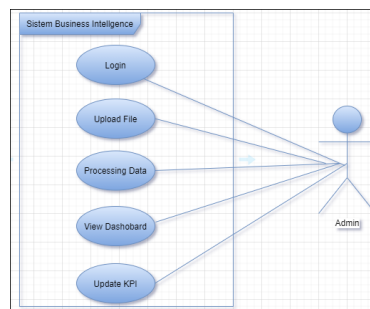 Sistem Business Intellgence
Login
Upload File
Processing Data
View Dashobard
Update KPI
Admin